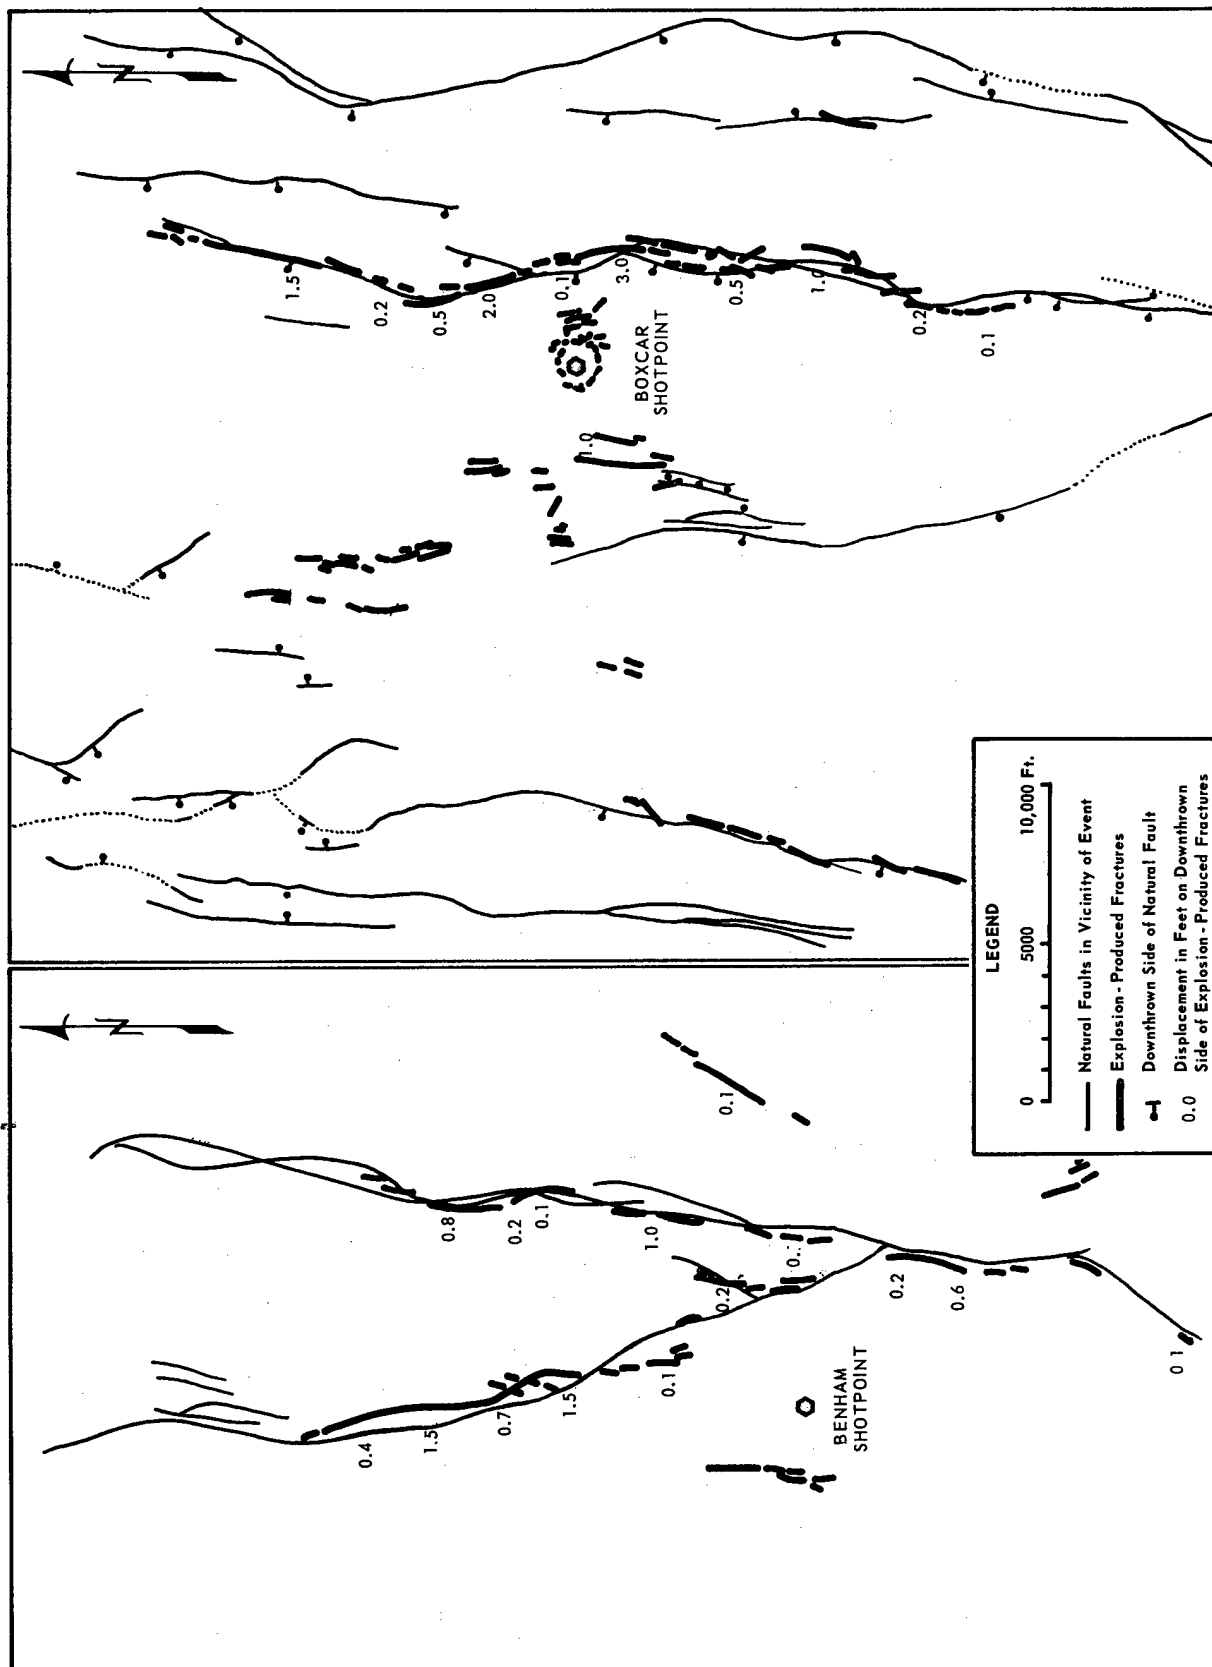 N
0.4
1.5
0.7
1.5
0.1
0.2
0.8
0.2
0.1
1.0
0.2
0.6
0.1
0 1
BENHAM
SHOTPOINT
N
1.5
0.2
0.5
2.0
0.1
3.0
0.5
1.0
0.2
0.1
1.0
BOXCAR
SHOTPOINT
LEGEND
0 5000 10,000 Ft.
Natural Faults in Vicinity of Event
Explosion - Produced Fractures
Downthrown Side of Natural Fault
0.0 Displacement in Feet on Downthrown
Side of Explosion - Produced Fractures